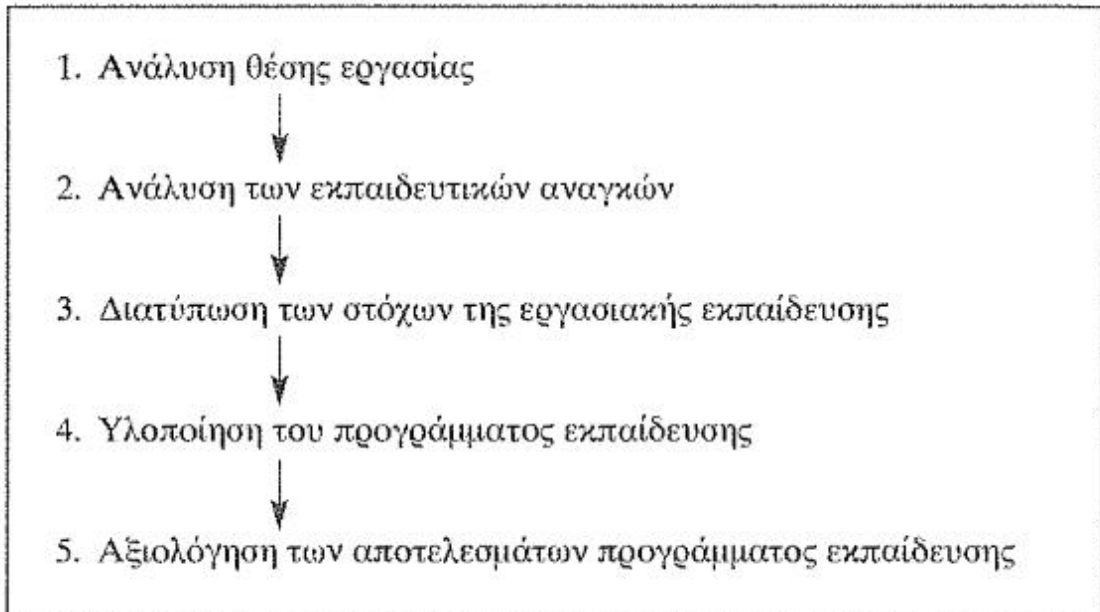 1. Ανάλυση θέσης εργασίας
2. Ανάλυση των εκπαιδευτικών αναγκών
3. Διατύπωση των στόχων της εργασιακής εκπαίδευσης
4. Υλοποίηση του προγράμματος εκπαίδευσης
5. Αξιολόγηση των αποτελεσμάτων προγράμματος εκπαίδευσης